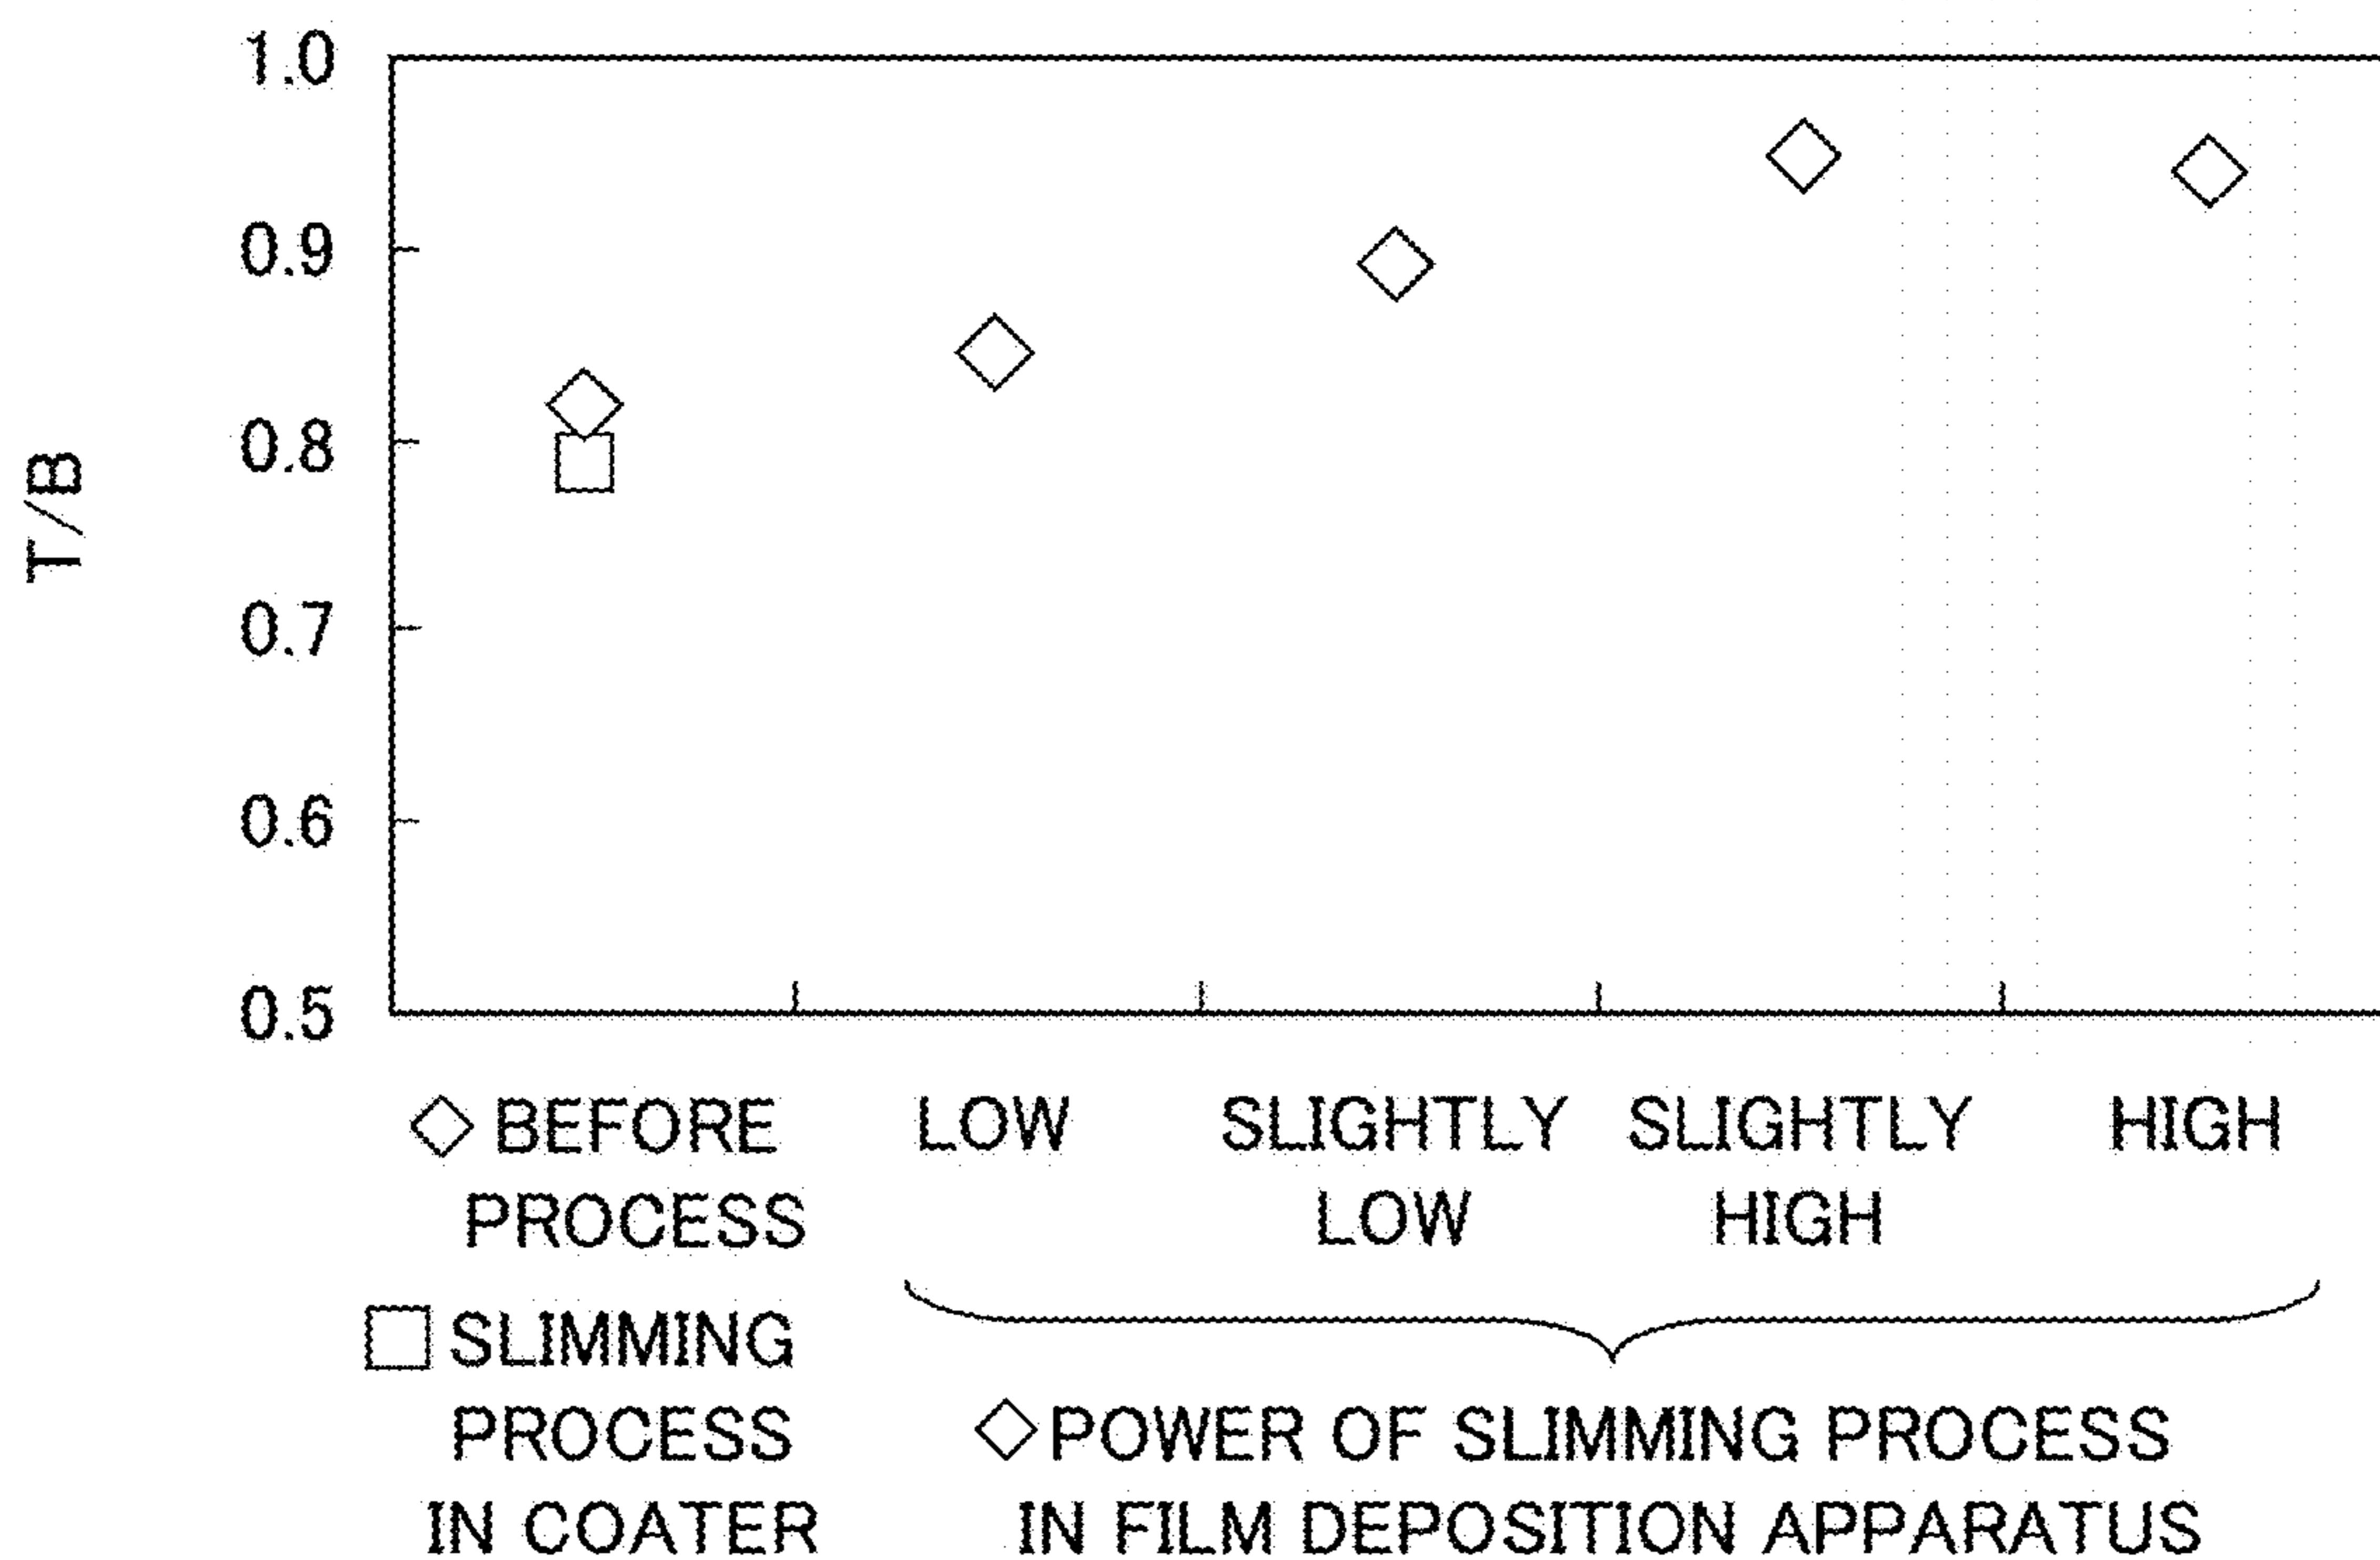 1.0
0.9
0.8
0.7
0.6
0.5
T/B
BEFORE PROCESS
SLIMMING PROCESS IN COATER
LOW
SLIGHTLY LOW
SLIGHTLY HIGH
HIGH
POWER OF SLIMMING PROCESS
IN FILM DEPOSITION APPARATUS